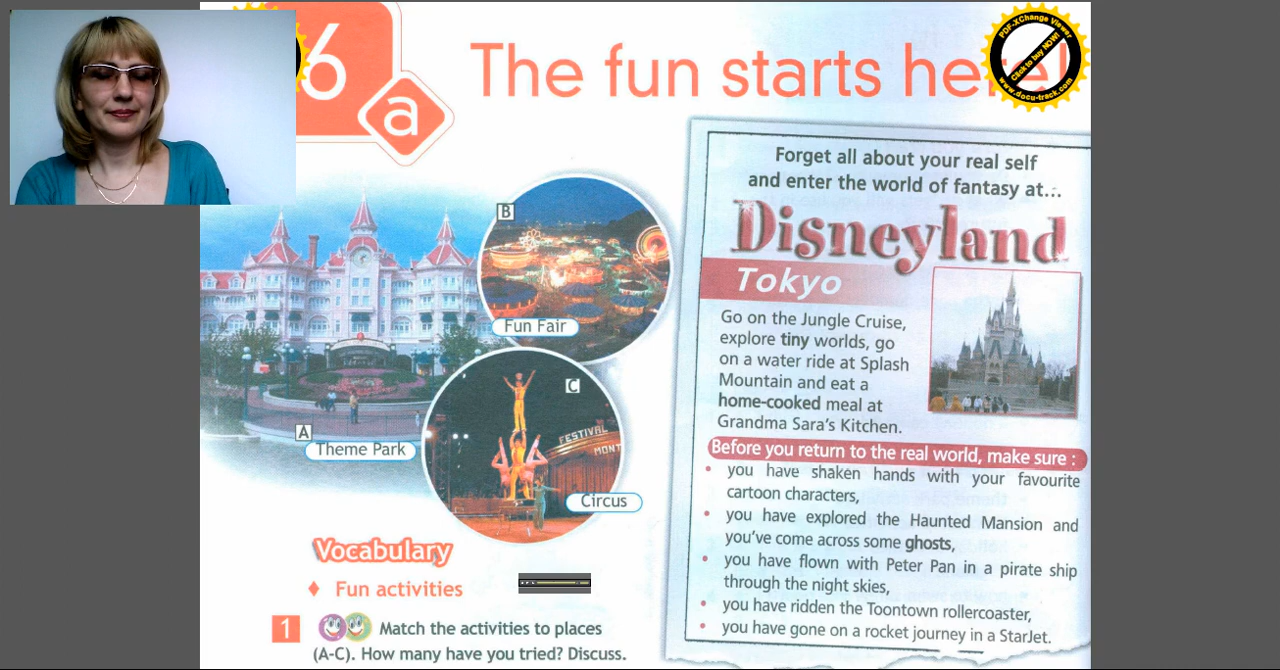 6
a
The fun starts here!
PDF-XChange Viewer
Click to buy NOW!
www.docu-track.com
A
Theme Park
B
Fun Fair
C
FESTIVAL
MONT
Circus
Vocabulary
Fun activities
1 Match the activities to places
(A-C). How many have you tried? Discuss.
Forget all about your real self
and enter the world of fantasy at...
Disneyland
Tokyo
Go on the Jungle Cruise,
explore tiny worlds, go
on a water ride at Splash
Mountain and eat a
home-cooked meal at
Grandma Sara's Kitchen.
Before you return to the real world, make sure :
• you have shaken hands with your favourite
cartoon characters,
• you have explored the Haunted Mansion and
you've come across some ghosts,
• you have flown with Peter Pan in a pirate ship
through the night skies,
• you have ridden the Toontown rollercoaster,
• you have gone on a rocket journey in a StarJet.